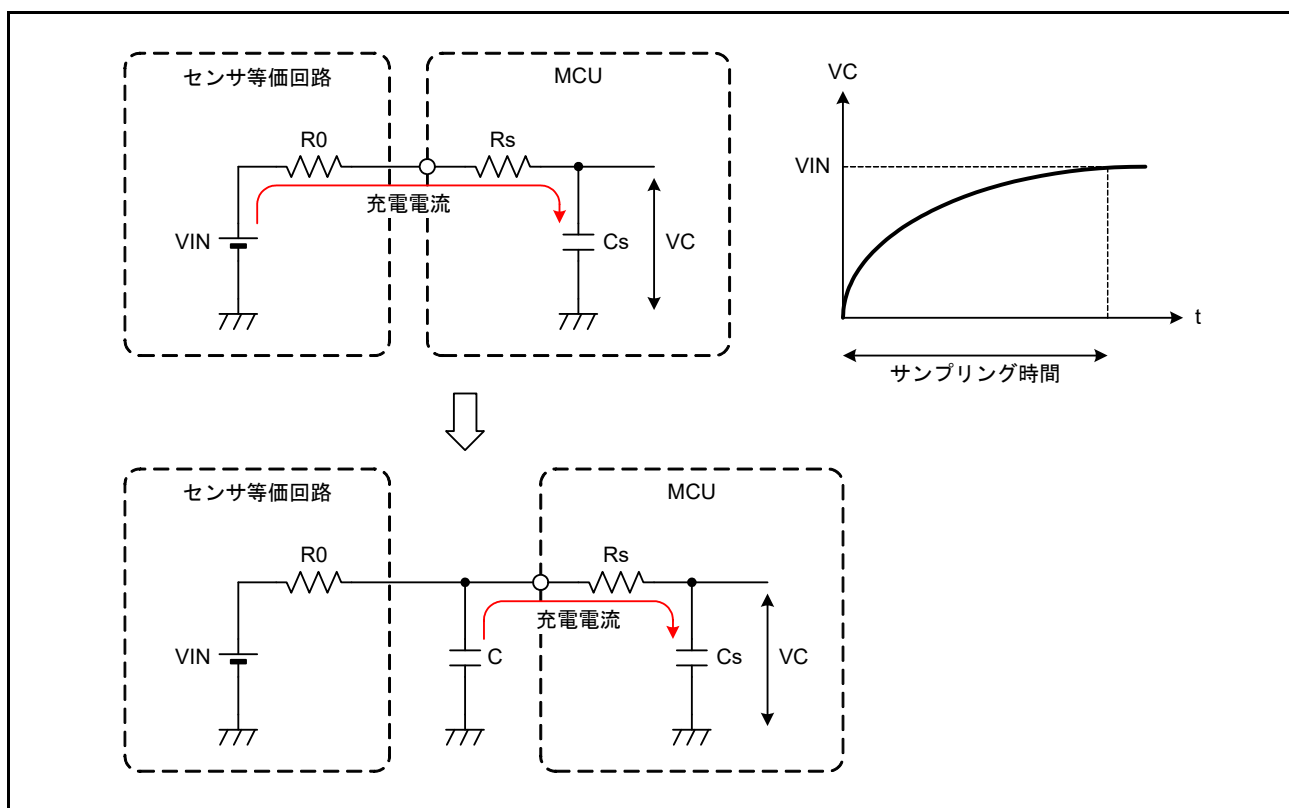 センサ等価回路
MCU
R0
Rs
充電電流
VIN
Cs
VC
VC
VIN
t
サンプリング時間
センサ等価回路
MCU
R0
Rs
充電電流
VIN
C
Cs
VC